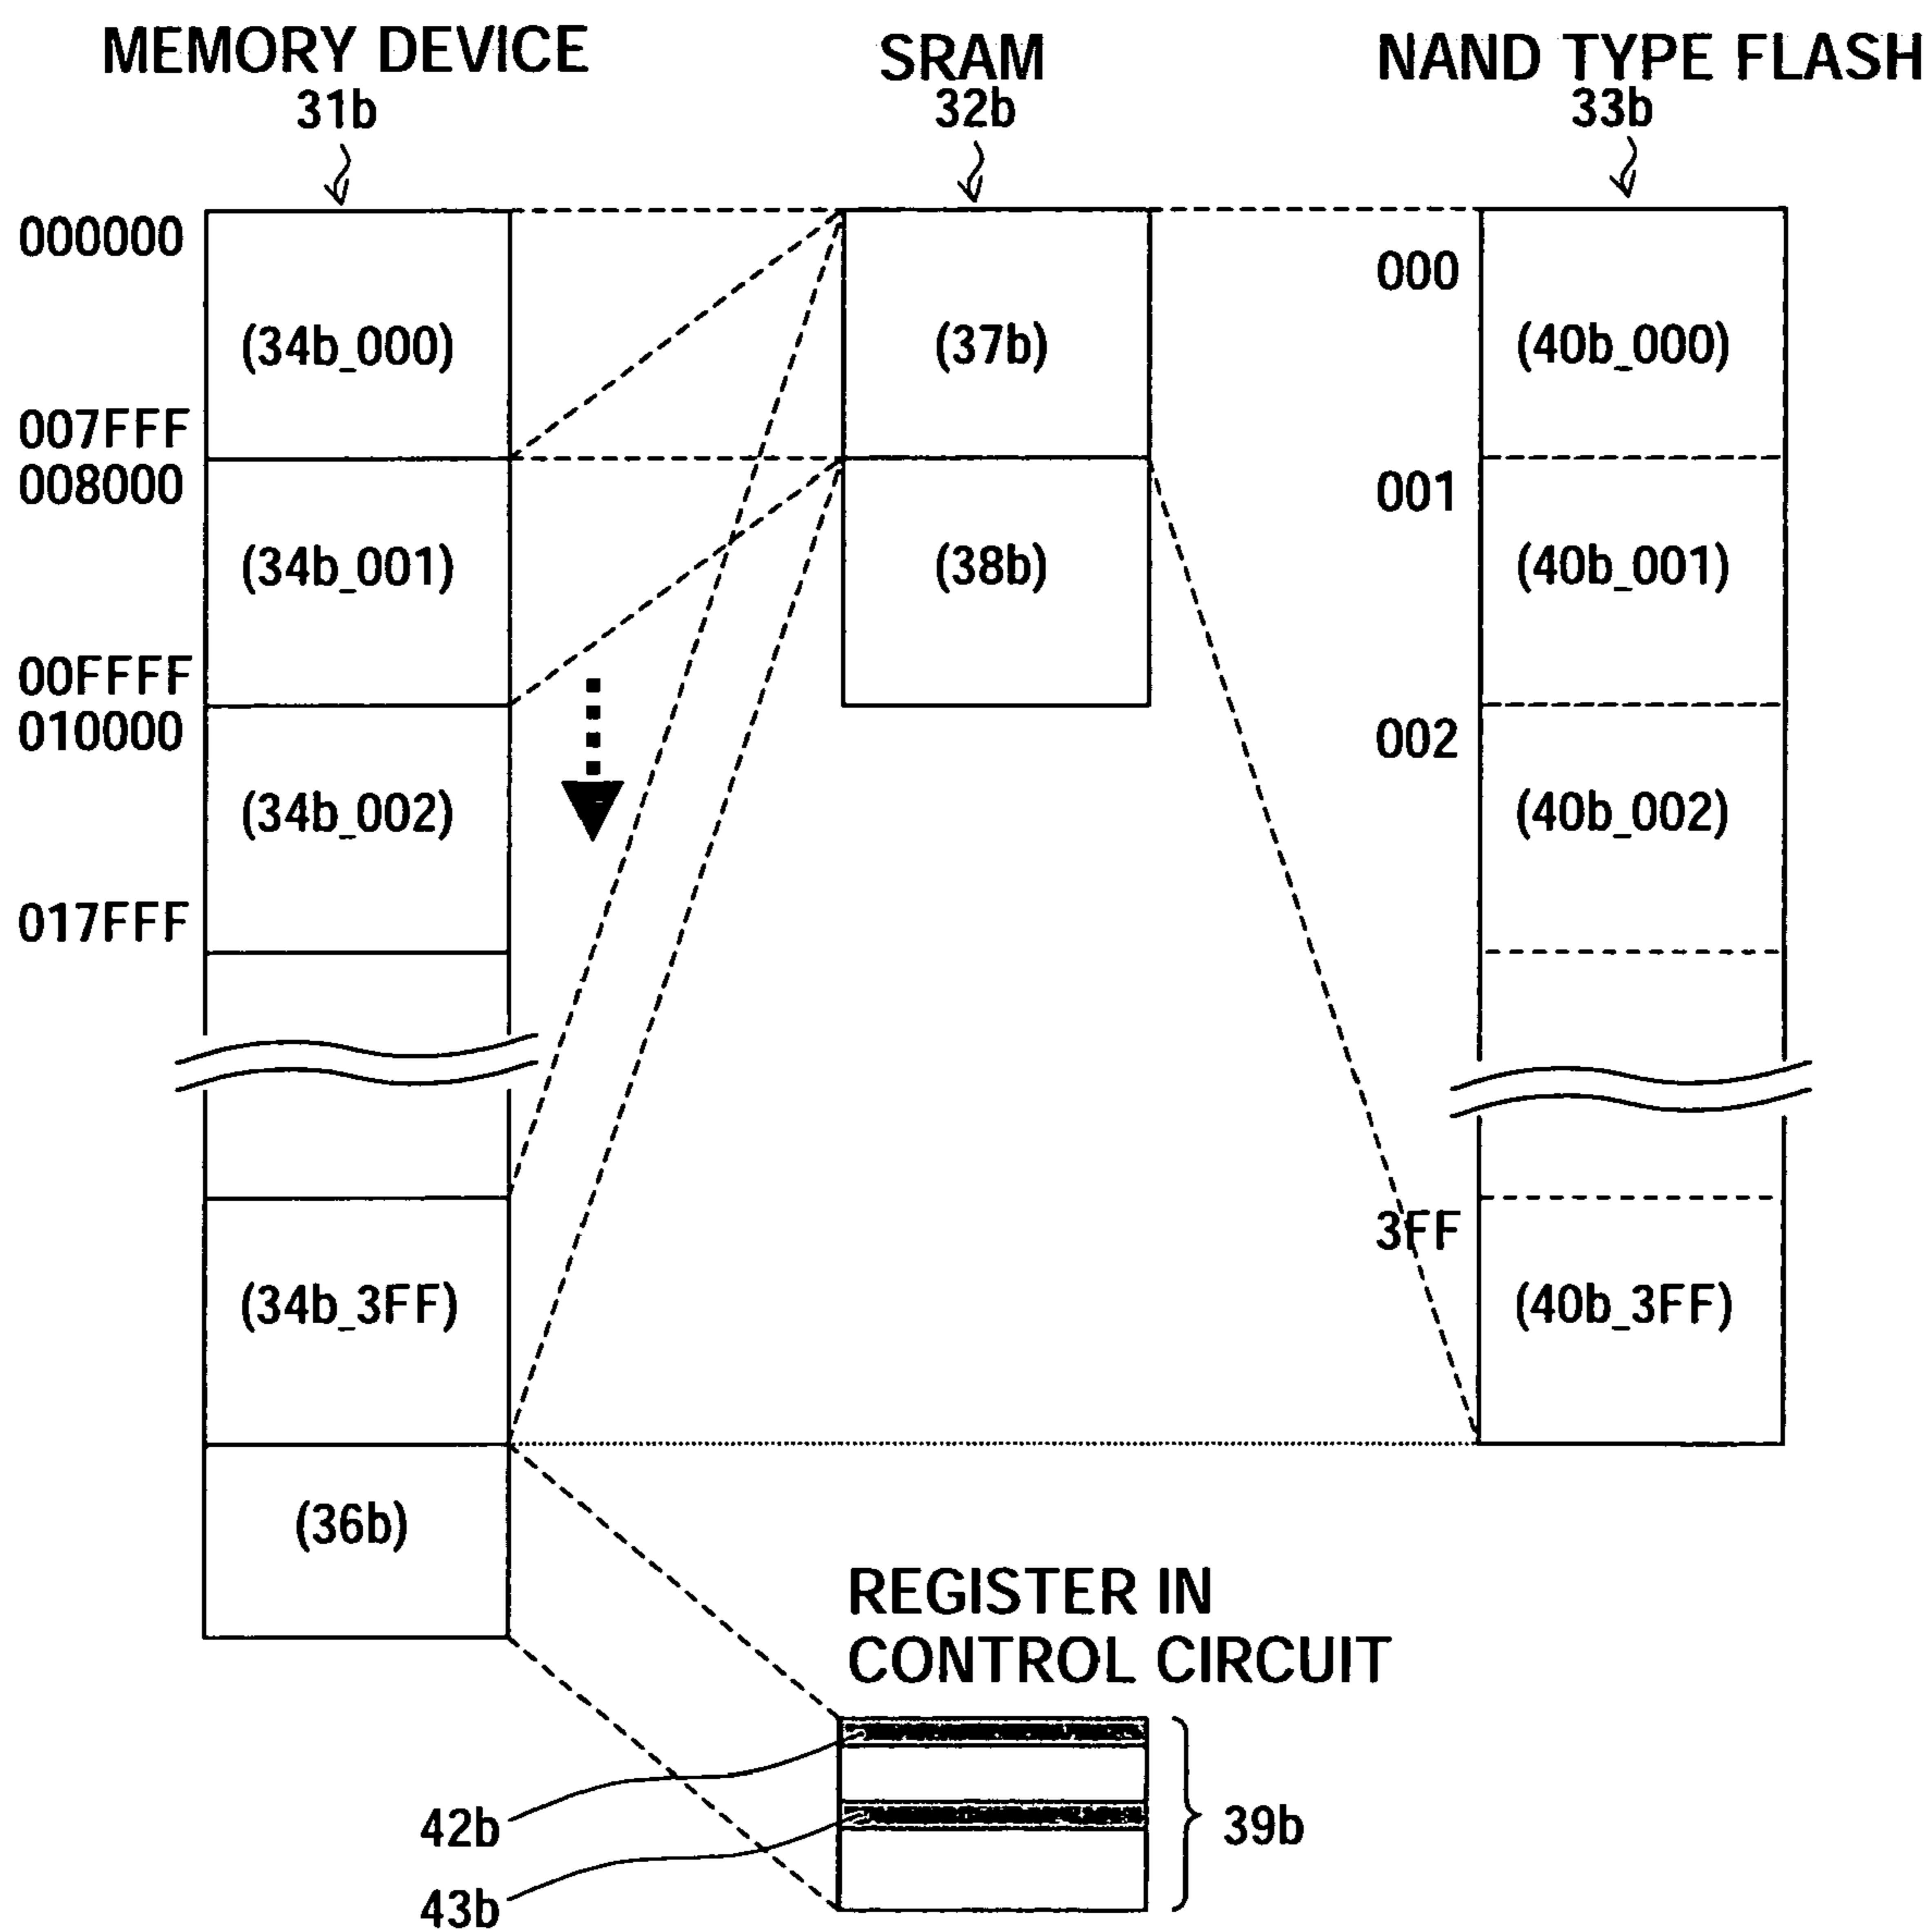 MEMORY DEVICE
31b
SRAM
32b
NAND TYPE FLASH
33b
000000
(34b_000)
007FFF
008000
(34b_001)
00FFFF
010000
(34b_002)
017FFF
(34b_3FF)
(36b)
(37b)
(38b)
000
(40b_000)
001
(40b_001)
002
(40b_002)
3FF
(40b_3FF)
REGISTER IN
CONTROL CIRCUIT
42b
43b
39b